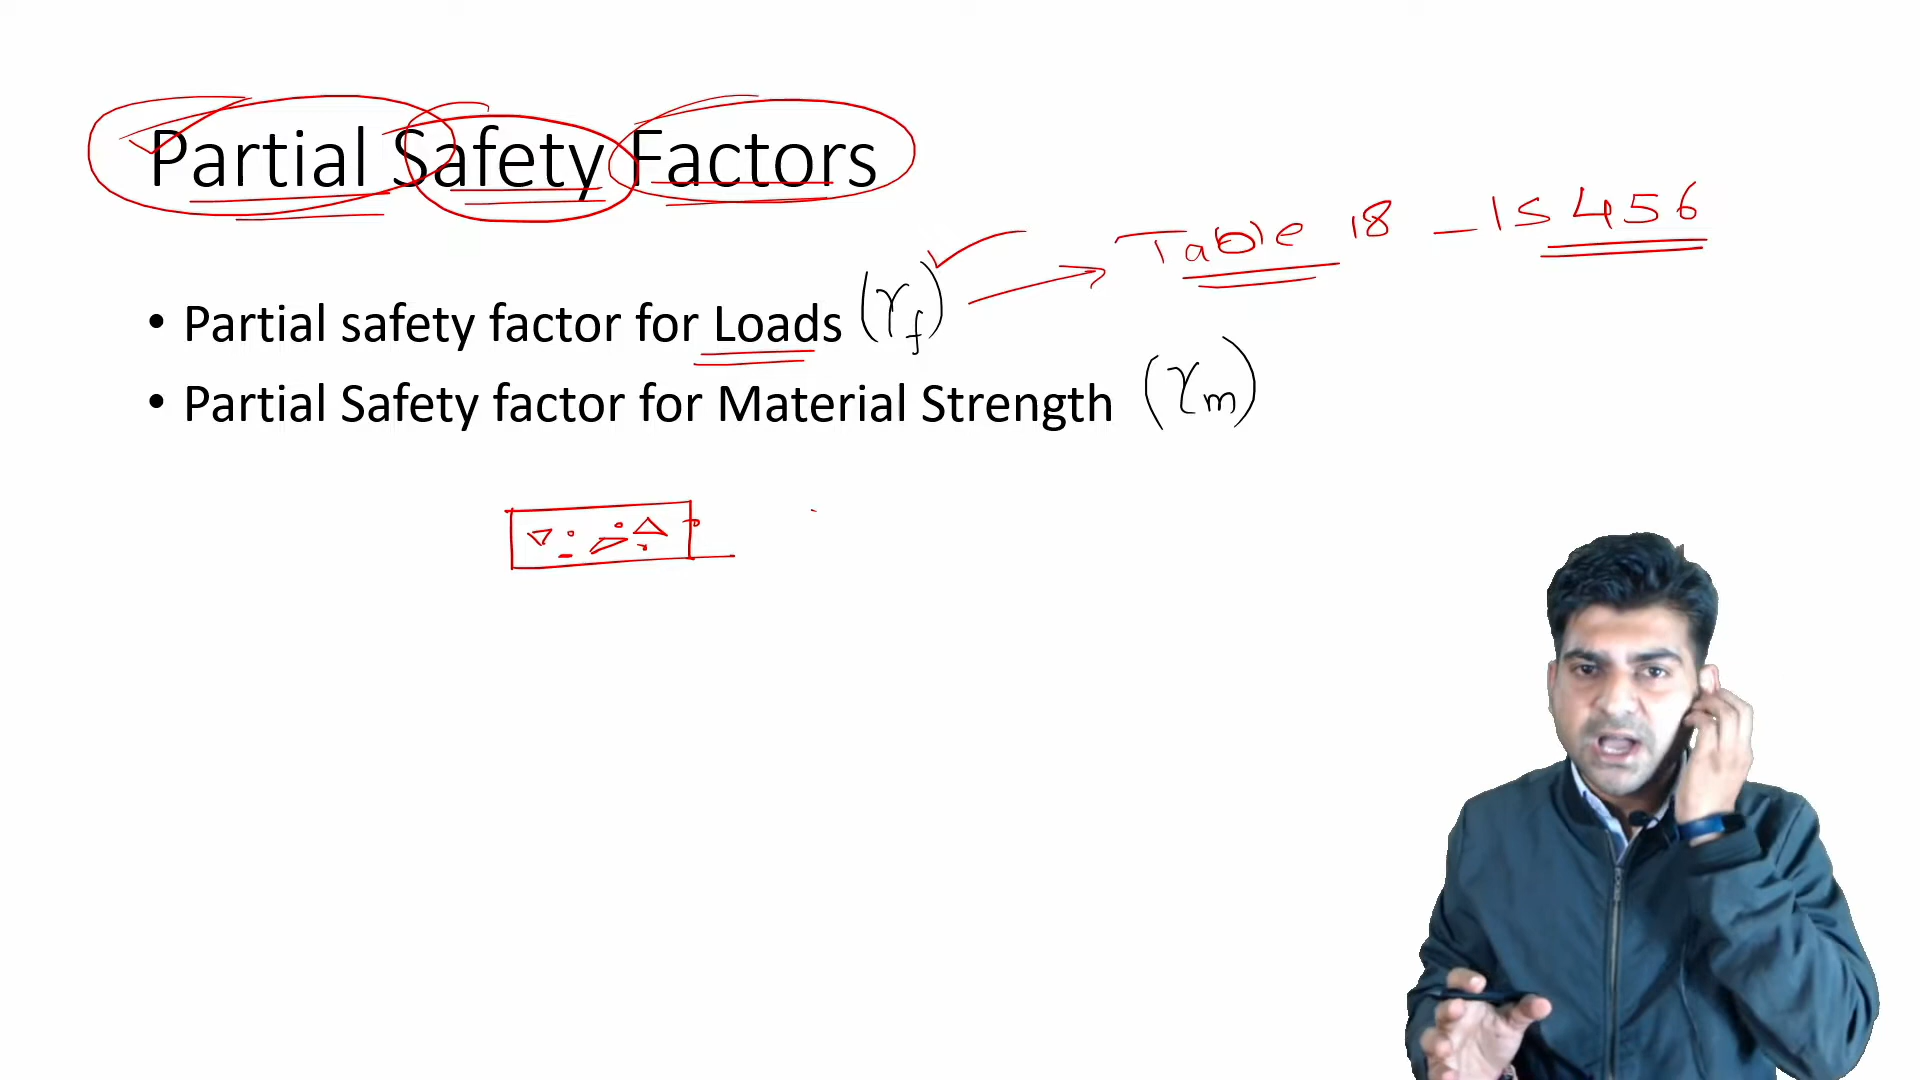 Partial Safety Factors
Table 18 - IS 456
• Partial safety factor for Loads (γf)
• Partial Safety factor for Material Strength (γm)